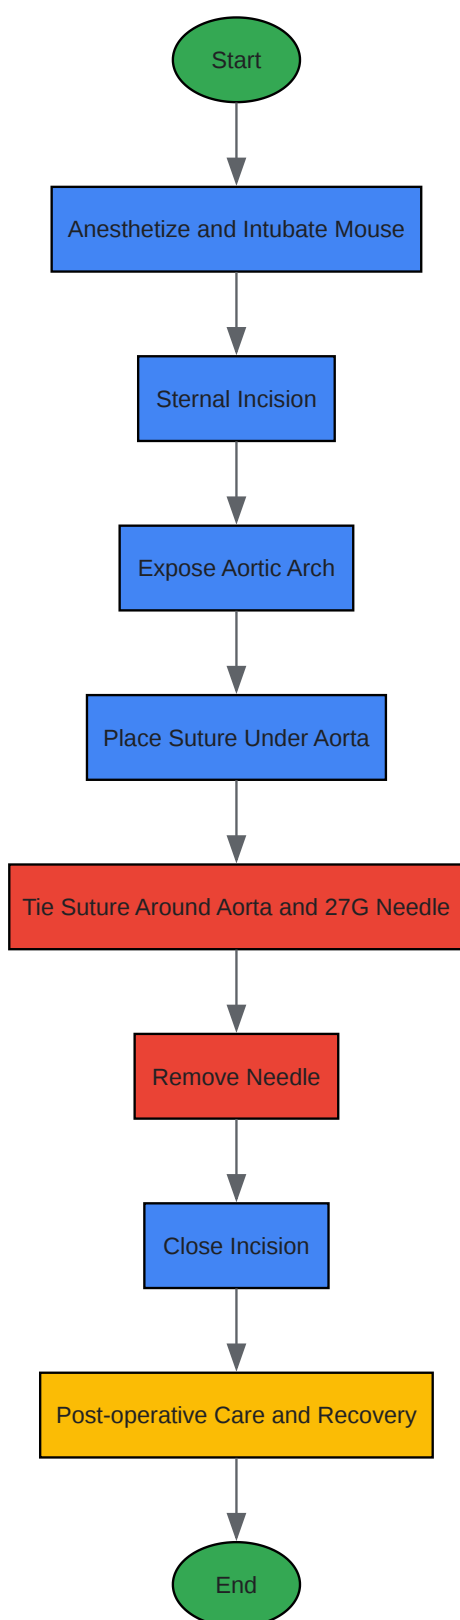 Start
Anesthetize and Intubate Mouse
Sternal Incision
Expose Aortic Arch
Place Suture Under Aorta
Tie Suture Around Aorta and 27G Needle
Remove Needle
Close Incision
Post-operative Care and Recovery
End